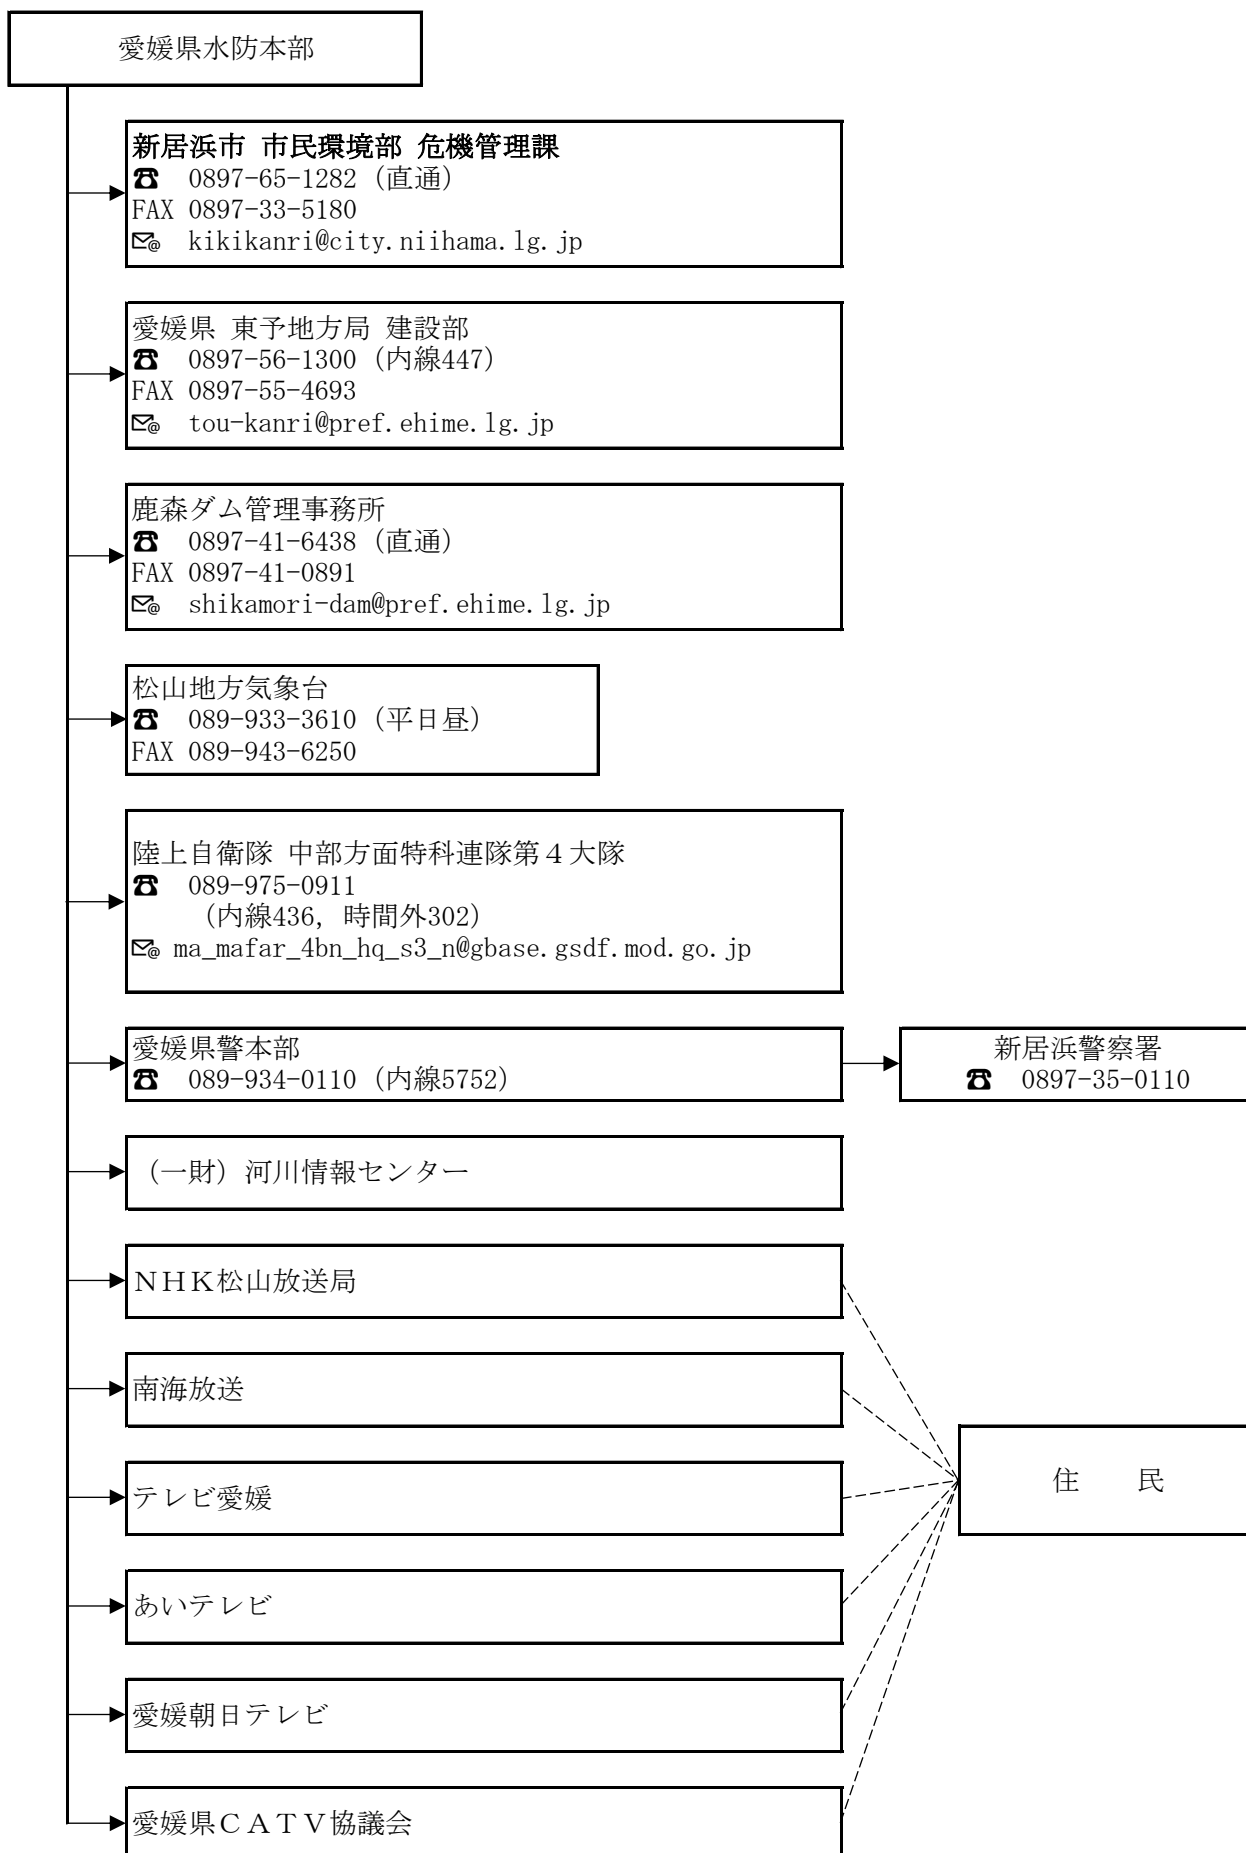 愛媛県水防本部
新居浜市 市民環境部 危機管理課
☎ 0897-65-1282（直通）
FAX 0897-33-5180
kikikanri@city.niihama.lg.jp
愛媛県 東予地方局 建設部
☎ 0897-56-1300（内線447）
FAX 0897-55-4693
tou-kanri@pref.ehime.lg.jp
鹿森ダム管理事務所
☎ 0897-41-6438（直通）
FAX 0897-41-0891
shikamori-dam@pref.ehime.lg.jp
松山地方気象台
☎ 089-933-3610（平日昼）
FAX 089-943-6250
陸上自衛隊 中部方面特科連隊第４大隊
☎ 089-975-0911
（内線436，時間外302）
ma_mafar_4bn_hq_s3_n@gbase.gsdf.mod.go.jp
愛媛県警本部
☎ 089-934-0110（内線5752）
新居浜警察署
☎ 0897-35-0110
（一財）河川情報センター
ＮＨＫ松山放送局
南海放送
テレビ愛媛
住　　民
あいテレビ
愛媛朝日テレビ
愛媛県ＣＡＴＶ協議会